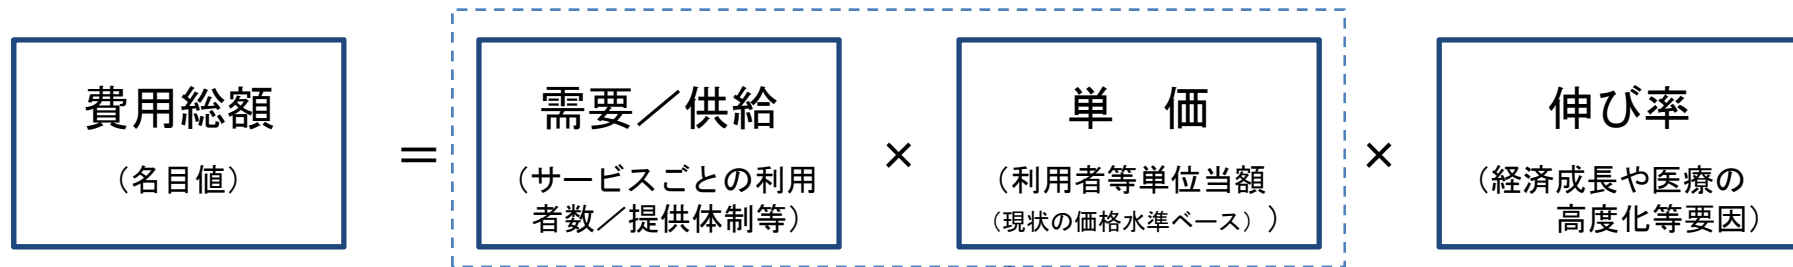 費用総額
（名目値）
＝
需要／供給
（サービスごとの利用
者数／提供体制等）
×
単　価
（利用者等単位当額
（現状の価格水準ベース））
×
伸び率
（経済成長や医療の
高度化等要因）